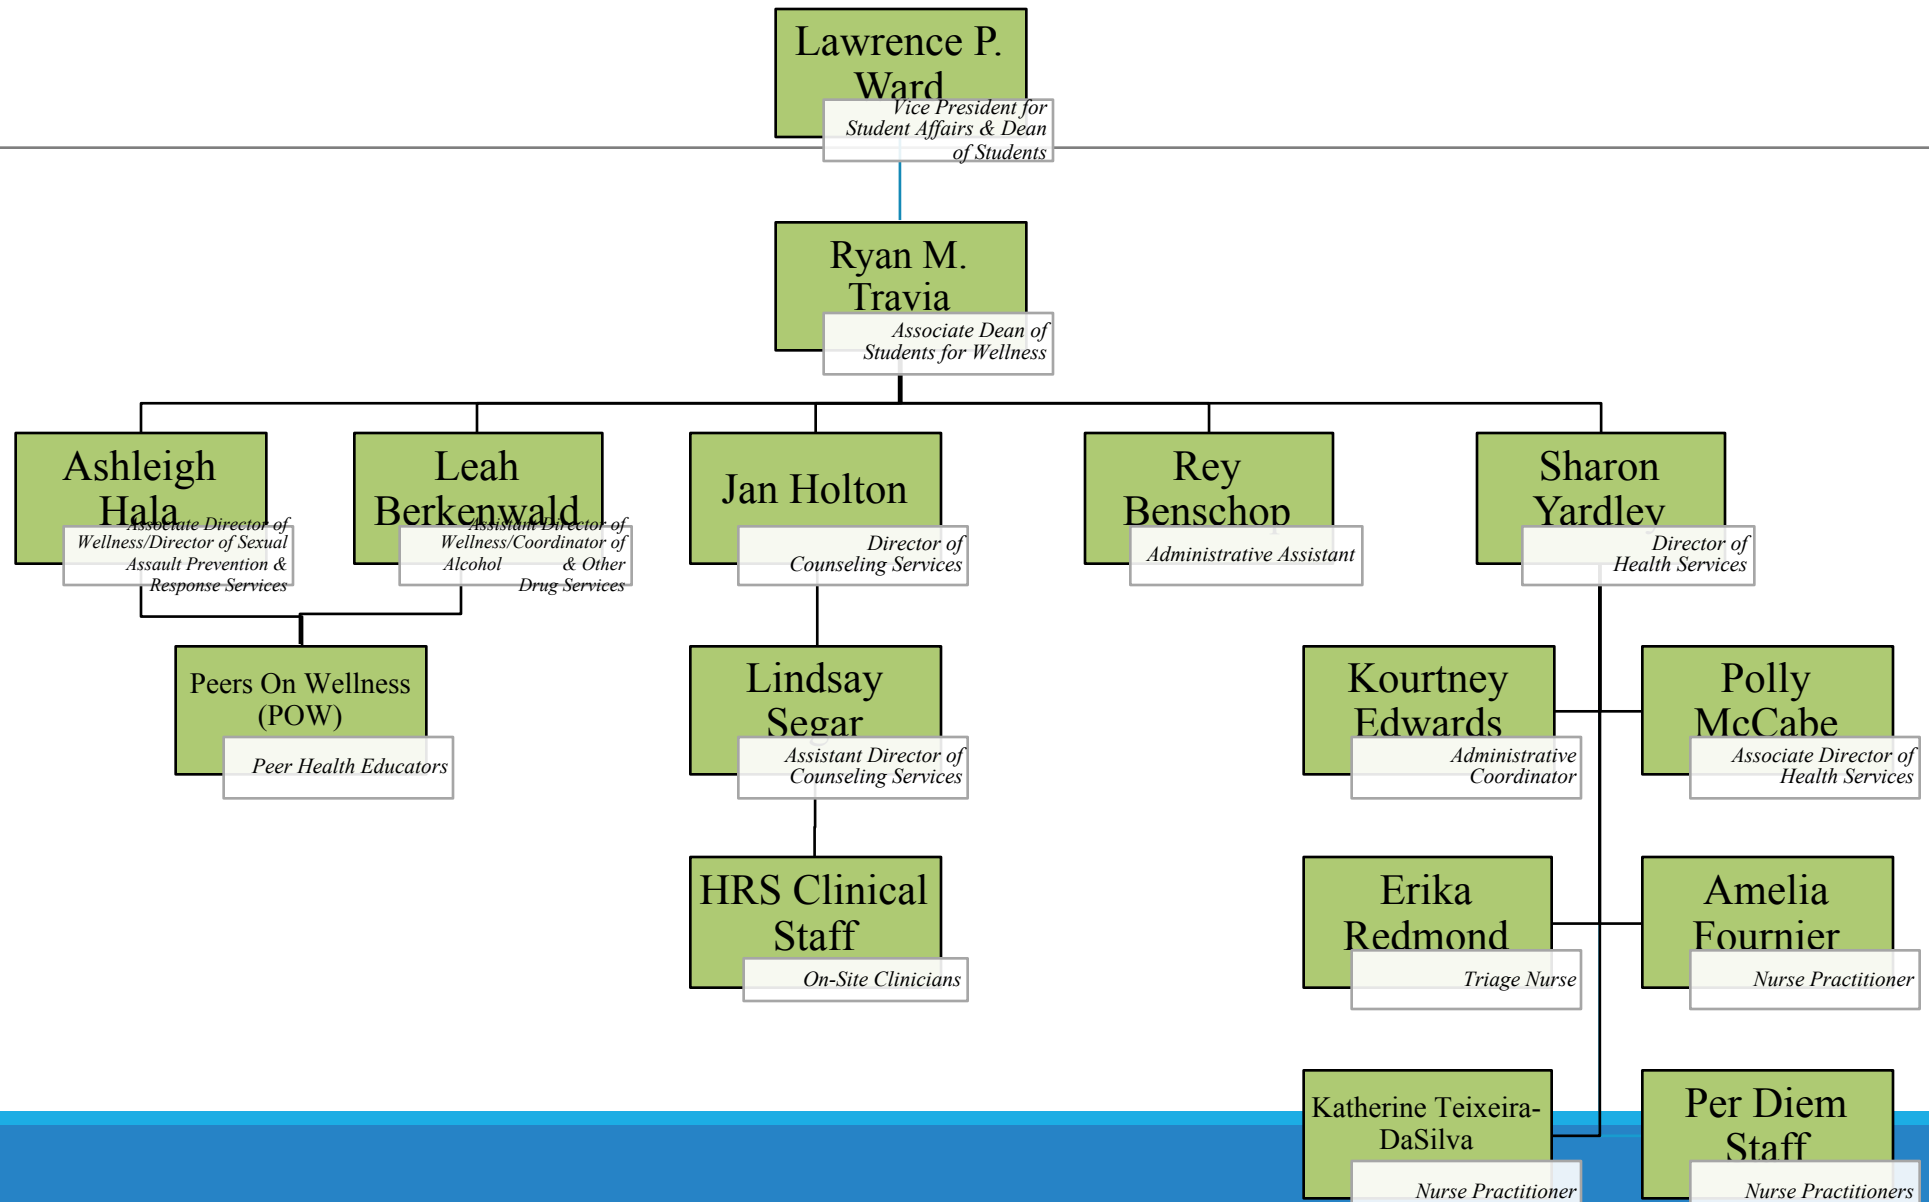 Lawrence P.
Ward
Vice President for
Student Affairs & Dean
of Students
Ryan M.
Travia
Associate Dean of
Students for Wellness
Ashleigh
Hala
Associate Director of
Wellness/Director of Sexual
Assault Prevention &
Response Services
Leah
Berkenwald
Assistant Director of
Wellness/Coordinator of
Alcohol & Other
Drug Services
Jan Holton
Director of
Counseling Services
Rey
Benschop
Administrative Assistant
Sharon
Yardley
Director of
Health Services
Peers On Wellness
(POW)
Peer Health Educators
Lindsay
Segar
Assistant Director of
Counseling Services
Kourtney
Edwards
Administrative
Coordinator
Polly
McCabe
Associate Director of
Health Services
HRS Clinical
Staff
On-Site Clinicians
Erika
Redmond
Triage Nurse
Amelia
Fournier
Nurse Practitioner
Katherine Teixeira-
DaSilva
Nurse Practitioner
Per Diem
Staff
Nurse Practitioners